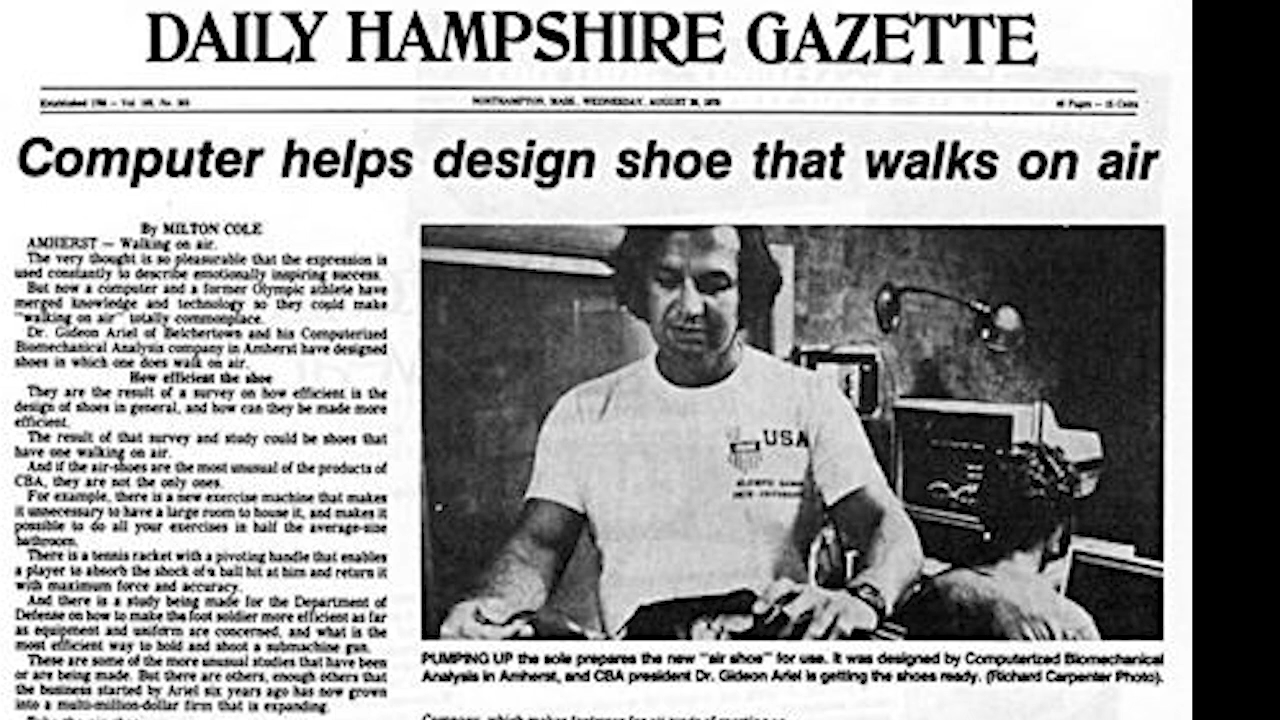 DAILY HAMPSHIRE GAZETTE
Established 1786 — Vol. No.
NORTHAMPTON, MASS., WEDNESDAY, AUGUST
Pages — 15 Cents
Computer helps design shoe that walks on air
By MILTON COLE
AMHERST — Walking on air.
The very thought is so pleasurable that the expression is
used constantly to describe emotionally inspiring success.
But now a computer and a former Olympic athlete have
merged knowledge and technology so they could make
"walking on air" totally commonplace.
Dr. Gideon Ariel of Belchertown and his Computerized
Biomechanical Analysis company in Amherst have designed
shoes in which one does walk on air.
How efficient the shoe
They are the result of a survey on how efficient is the
design of shoes in general, and how can they be made more
efficient.
The result of that survey and study could be shoes that
have one walking on air.
And if the air-shoes are the most unusual of the products of
CBA, they are not the only ones.
For example, there is a new exercise machine that makes
it unnecessary to have a large room to house it, and makes it
possible to do all your exercises in half the average-size
bathroom.
There is a tennis racket with a pivoting handle that enables
a player to absorb the shock of a ball hit at him and return it
with maximum force and accuracy.
And there is a study being made for the Department of
Defense on how to make the foot soldier more efficient as far
as equipment and uniform are concerned, and what is the
most efficient way to hold and shoot a submachine gun.
These are some of the more unusual studies that have been
or are being made. But there are others, enough others that
the business started by Ariel six years ago has now grown
into a multi-million-dollar firm that is expanding.
USA
PUMPING UP the sole prepares the new "air shoe" for use. It was designed by Computerized Biomechanical
Analysis in Amherst, and CBA president Dr. Gideon Ariel is getting the shoes ready. (Richard Carpenter Photo).